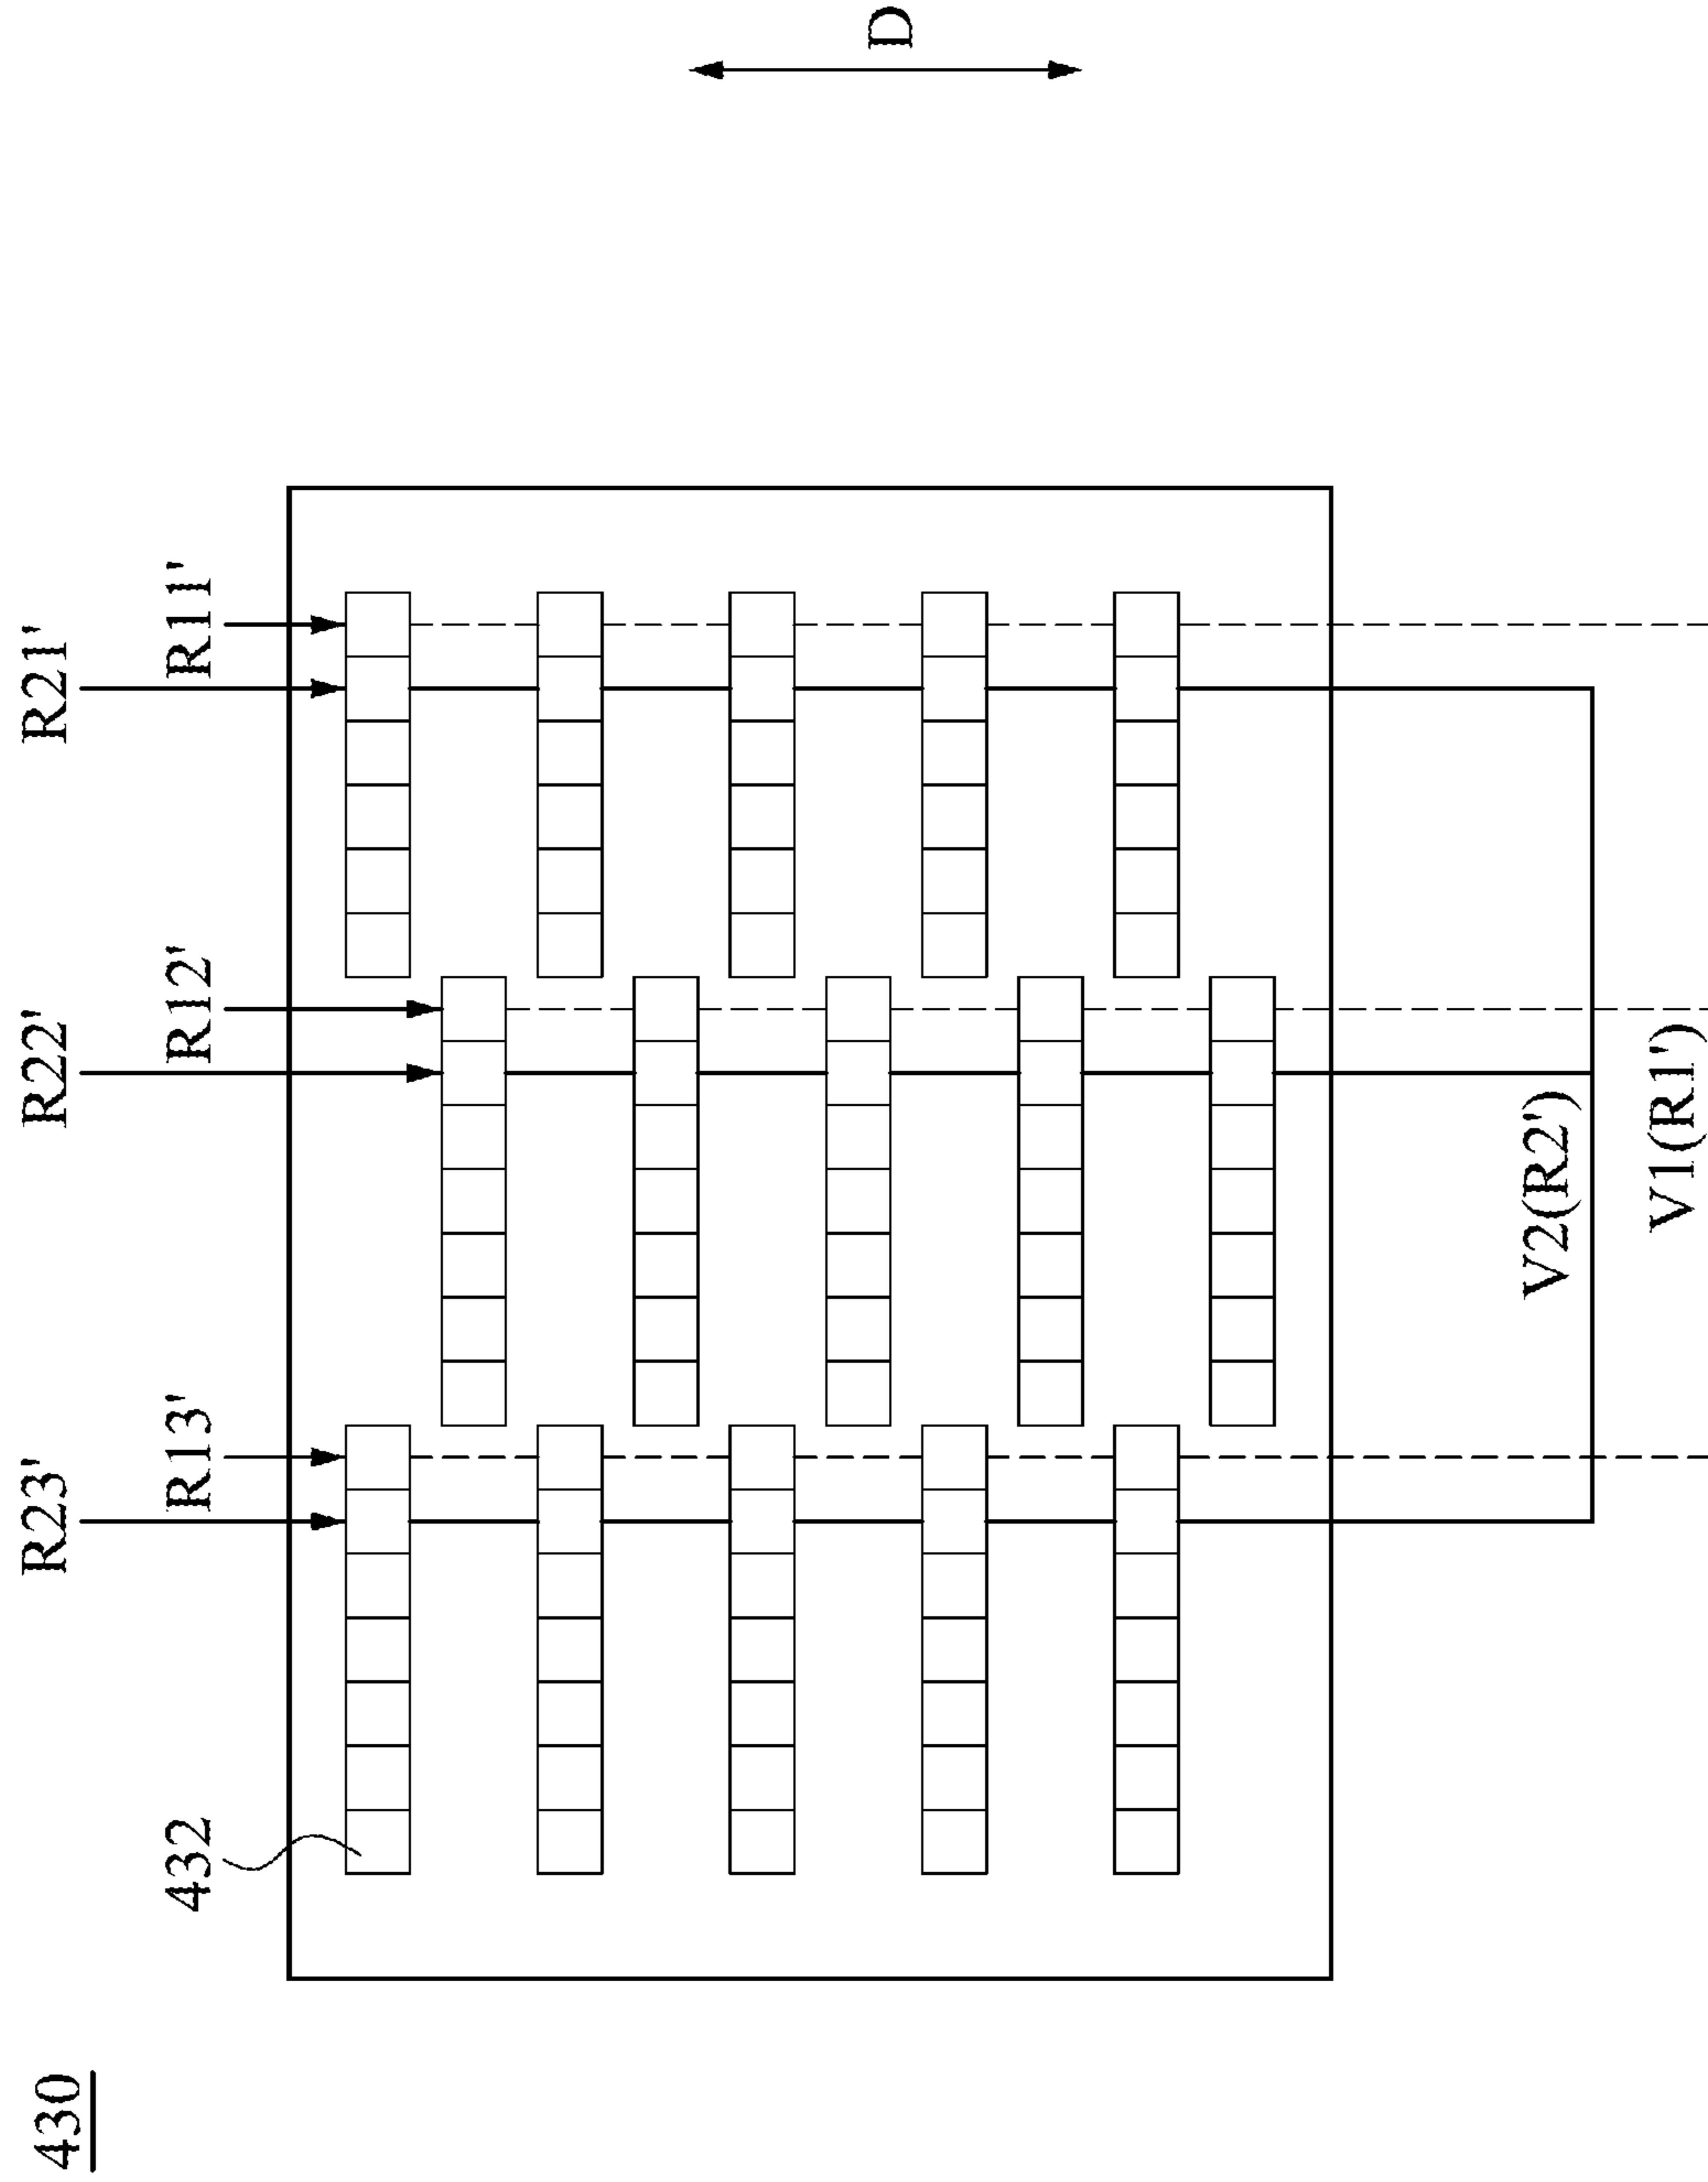 430
432
R23'
R13'
R22'
R12'
R21'
R11'
D
V2(R2')
V1(R1')